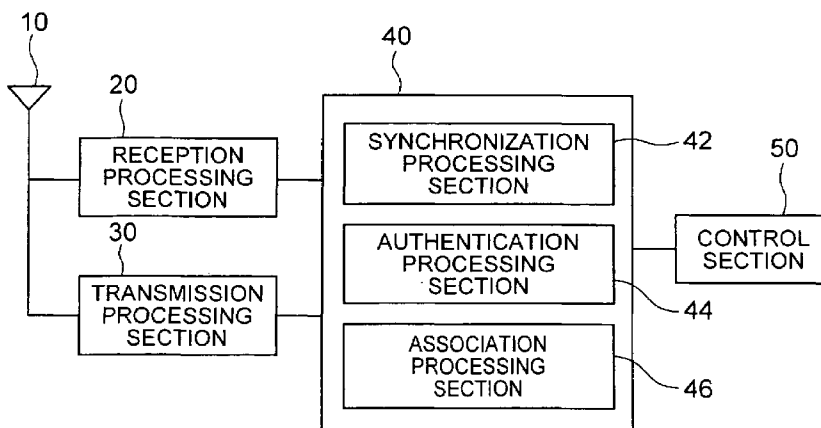 10
20
RECEPTION
PROCESSING
SECTION
30
TRANSMISSION
PROCESSING
SECTION
40
SYNCHRONIZATION
PROCESSING
SECTION
42
AUTHENTICATION
PROCESSING
SECTION
44
ASSOCIATION
PROCESSING
SECTION
46
50
CONTROL
SECTION